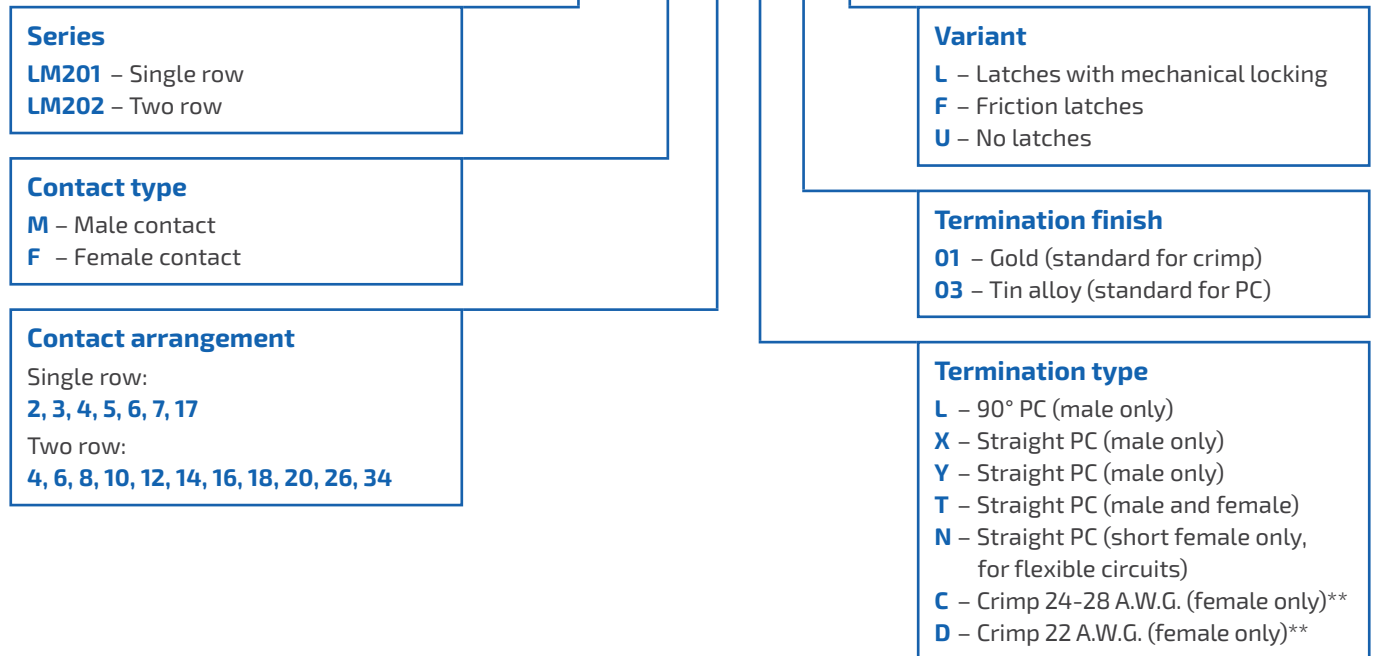 Series
LM201 – Single row
LM202 – Two row
Contact type
M – Male contact
F – Female contact
Contact arrangement
Single row:
2, 3, 4, 5, 6, 7, 17
Two row:
4, 6, 8, 10, 12, 14, 16, 18, 20, 26, 34
Variant
L – Latches with mechanical locking
F – Friction latches
U – No latches
Termination finish
01 – Gold (standard for crimp)
03 – Tin alloy (standard for PC)
Termination type
L – 90° PC (male only)
X – Straight PC (male only)
Y – Straight PC (male only)
T – Straight PC (male and female)
N – Straight PC (short female only,
for flexible circuits)
C – Crimp 24-28 A.W.G. (female only)**
D – Crimp 22 A.W.G. (female only)**